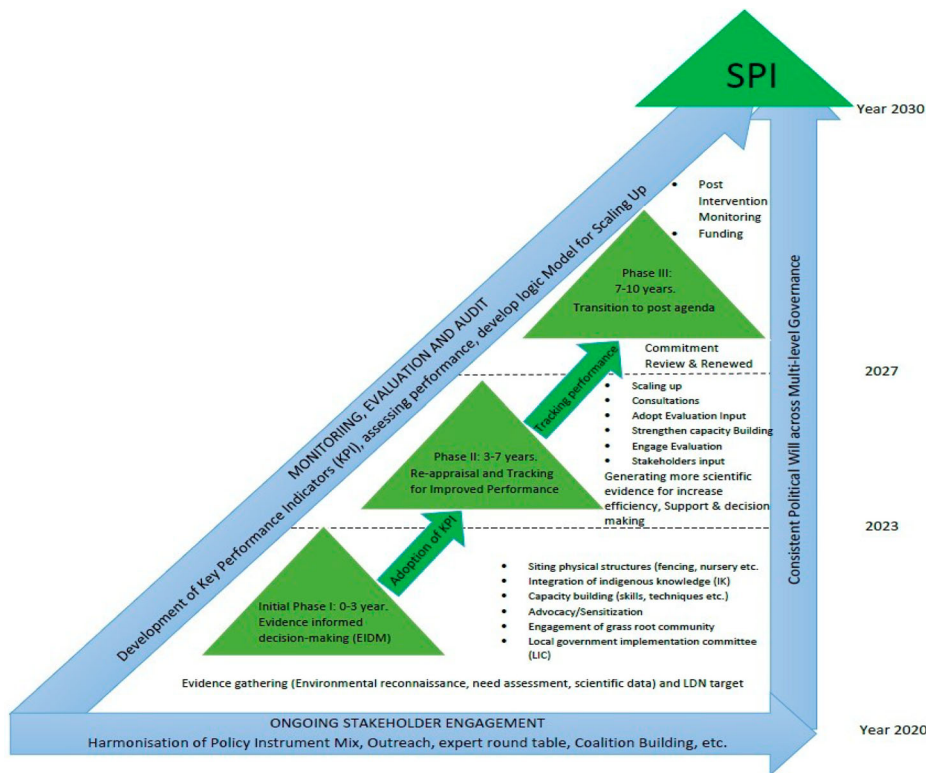 SPI
Year 2030
• Post
Intervention
Monitoring
• Funding
MONITORIING, EVALUATION AND AUDIT
Development of Key Performance Indicators (KPI), assessing performance, develop logic Model for Scaling Up
Consistent Political Will across Multi-level Governance
Phase III:
7-10 years.
Transition to post agenda
Commitment
Review & Renewed
2027
Tracking performance
• Scaling up
• Consultations
• Adopt Evaluation Input
• Strengthen capacity Building
• Engage Evaluation
• Stakeholders input
Generating more scientific
evidence for increase
efficiency, Support & decision
making
Phase II: 3-7 years.
Re-appraisal and Tracking
for Improved Performance
2023
Adoption of KPI
• Siting physical structures (fencing, nursery etc.
• Integration of indigenous knowledge (IK)
• Capacity building (skills, techniques etc.)
• Advocacy/Sensitization
• Engagement of grass root community
• Local government implementation committee
(LIC)
Initial Phase I: 0-3 year.
Evidence informed
decision-making (EIDM)
Evidence gathering (Environmental reconnaissance, need assessment, scientific data) and LDN target
ONGOING STAKEHOLDER ENGAGEMENT
Harmonisation of Policy Instrument Mix, Outreach, expert round table, Coalition Building, etc.
Year 2020